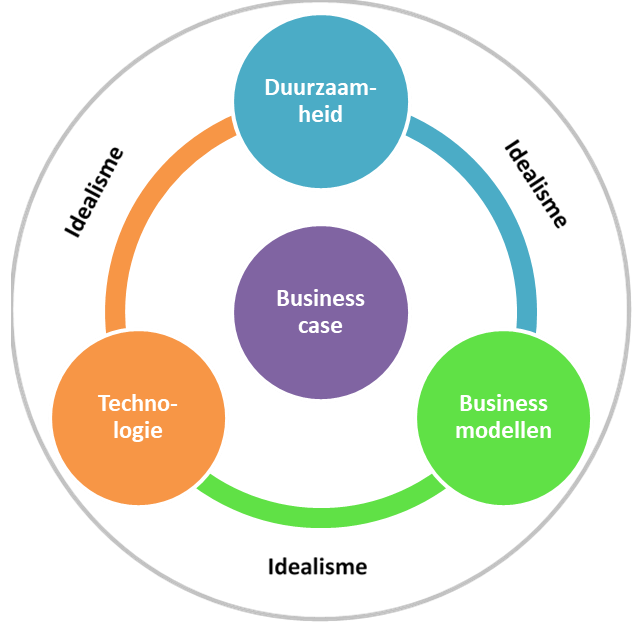 Duurzaam-
heid
Idealisme
Idealisme
Business
case
Techno-
logie
Business
modellen
Idealisme